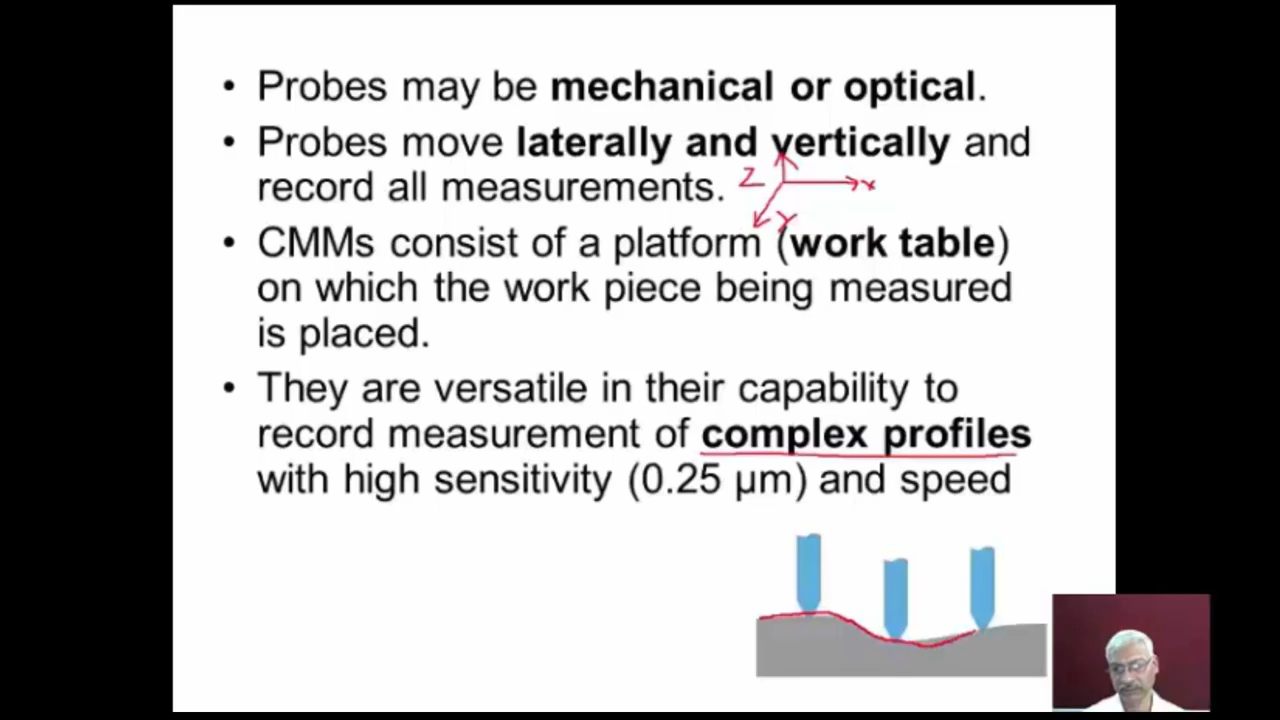 • Probes may be mechanical or optical.
• Probes move laterally and vertically and
record all measurements.
Z
x
y
• CMMs consist of a platform (work table)
on which the work piece being measured
is placed.
• They are versatile in their capability to
record measurement of complex profiles
with high sensitivity (0.25 μm) and speed